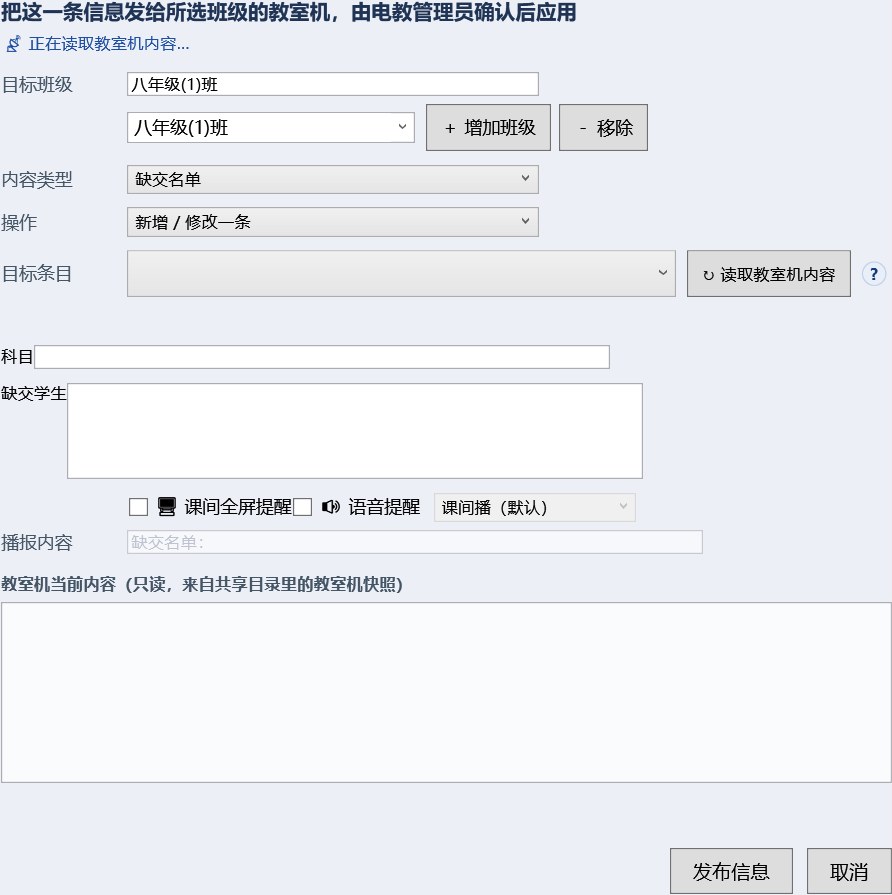 把这一条信息发给所选班级的教室机，由电教管理员确认后应用
正在读取教室机内容...
目标班级 八年级(1)班
八年级(1)班 + 增加班级 - 移除
内容类型 缺交名单
操作 新增 / 修改一条
目标条目 ↻ 读取教室机内容 ?
科目
缺交学生
课间全屏提醒 语音提醒 课间播（默认）
播报内容 缺交名单：
教室机当前内容（只读，来自共享目录里的教室机快照）
发布信息 取消